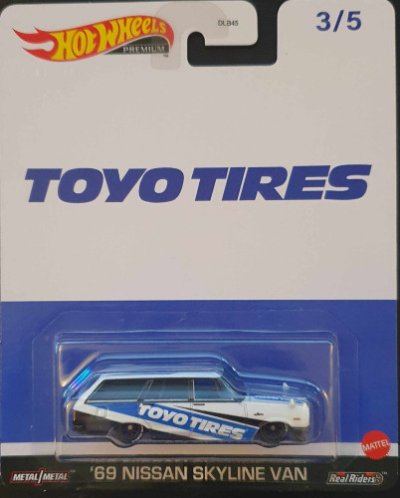 HOT WHEELS
PREMIUM
DLB45
3/5
TOYO TIRES
TOYO TIRES
MATTEL
METAL/METAL
'69 NISSAN SKYLINE VAN
Real Riders